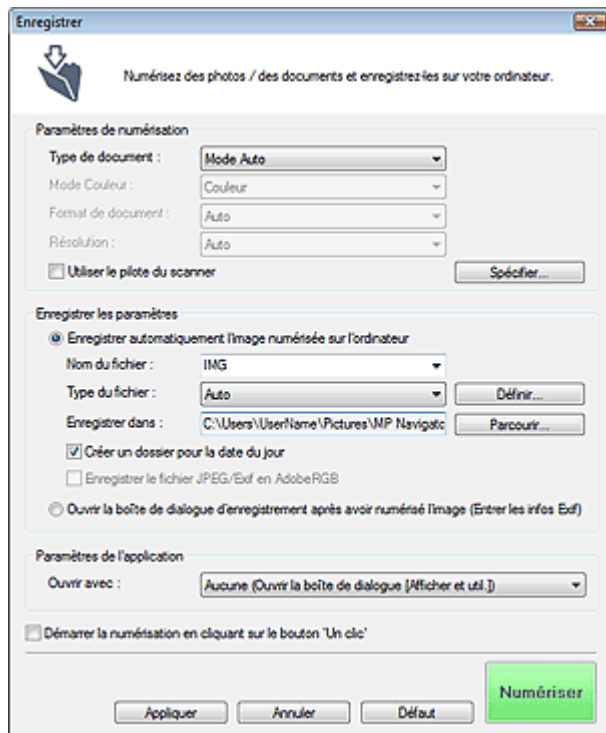 Enregistrer
Numérisez des photos / des documents et enregistrez-les sur votre ordinateur.
Paramètres de numérisation
Type de document : Mode Auto
Mode Couleur : Couleur
Format de document : Auto
Résolution : Auto
Utiliser le pilote du scanner Spécifier...
Enregistrer les paramètres
Enregistrer automatiquement l'image numérisée sur l'ordinateur
Nom du fichier : IMG
Type du fichier : Auto Définir...
Enregistrer dans : C:\Users\UserName\Pictures\MP Navigato Parcourir...
Créer un dossier pour la date du jour
Enregistrer le fichier JPEG/Exif en AdobeRGB
Ouvrir la boîte de dialogue d'enregistrement après avoir numérisé l'image (Entrer les infos Exif)
Paramètres de l'application
Ouvrir avec : Aucune (Ouvrir la boîte de dialogue [Afficher et util.])
Démarrer la numérisation en cliquant sur le bouton 'Un clic'
Appliquer Annuler Défaut Numériser